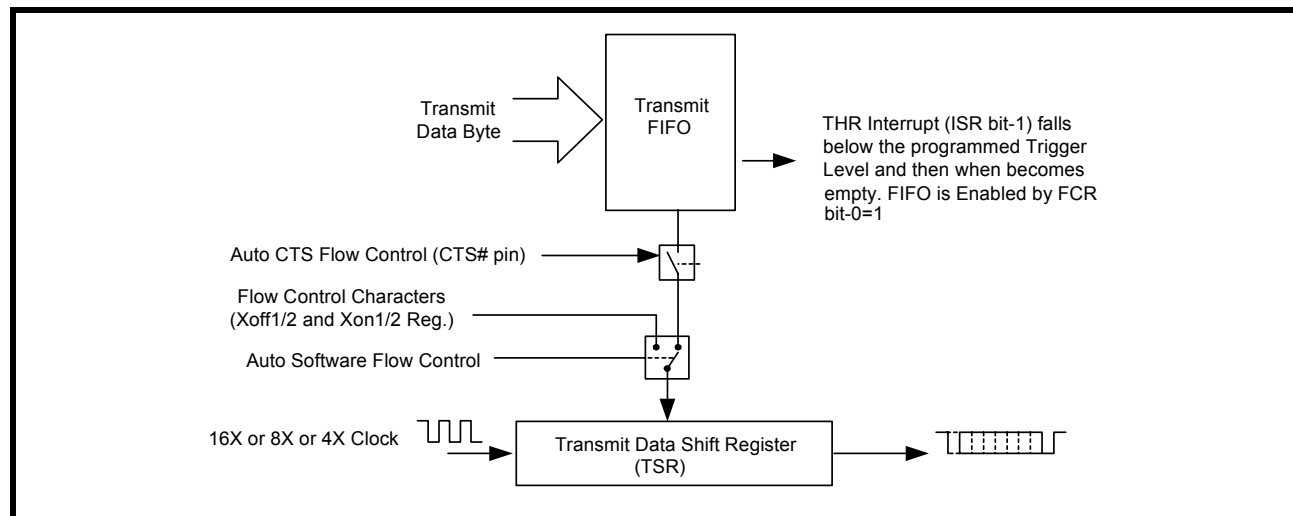 Transmit
Data Byte
Transmit
FIFO
THR Interrupt (ISR bit-1) falls
below the programmed Trigger
Level and then when becomes
empty. FIFO is Enabled by FCR
bit-0=1
Auto CTS Flow Control (CTS# pin)
Flow Control Characters
(Xoff1/2 and Xon1/2 Reg.)
Auto Software Flow Control
16X or 8X or 4X Clock
Transmit Data Shift Register
(TSR)